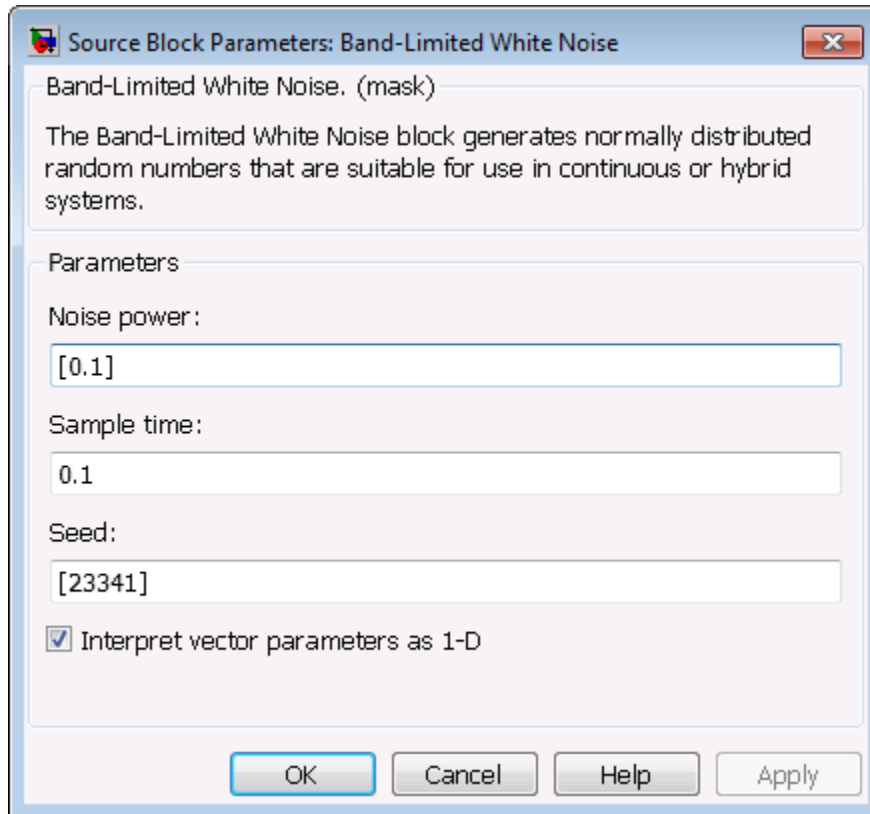 Source Block Parameters: Band-Limited White Noise
Band-Limited White Noise. (mask)
The Band-Limited White Noise block generates normally distributed
random numbers that are suitable for use in continuous or hybrid
systems.
Parameters
Noise power:
[0.1]
Sample time:
0.1
Seed:
[23341]
Interpret vector parameters as 1-D
OK Cancel Help Apply